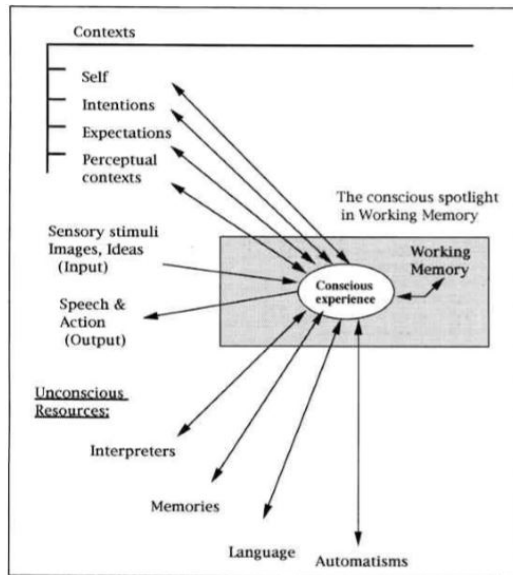 Contexts
Self
Intentions
Expectations
Perceptual
contexts
The conscious spotlight
in Working Memory
Sensory stimuli
Images, Ideas
(Input)
Working
Memory
Conscious
experience
Speech &
Action
(Output)
Unconscious
Resources:
Interpreters
Memories
Language
Automatisms